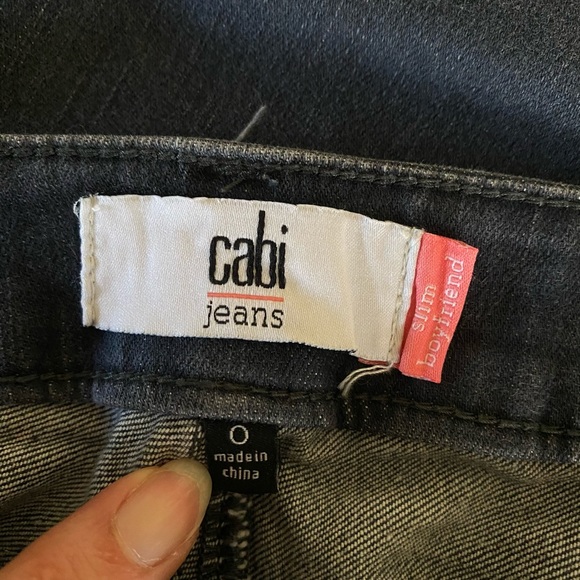 cabi
jeans
slim
boyfriend
0
made in
china